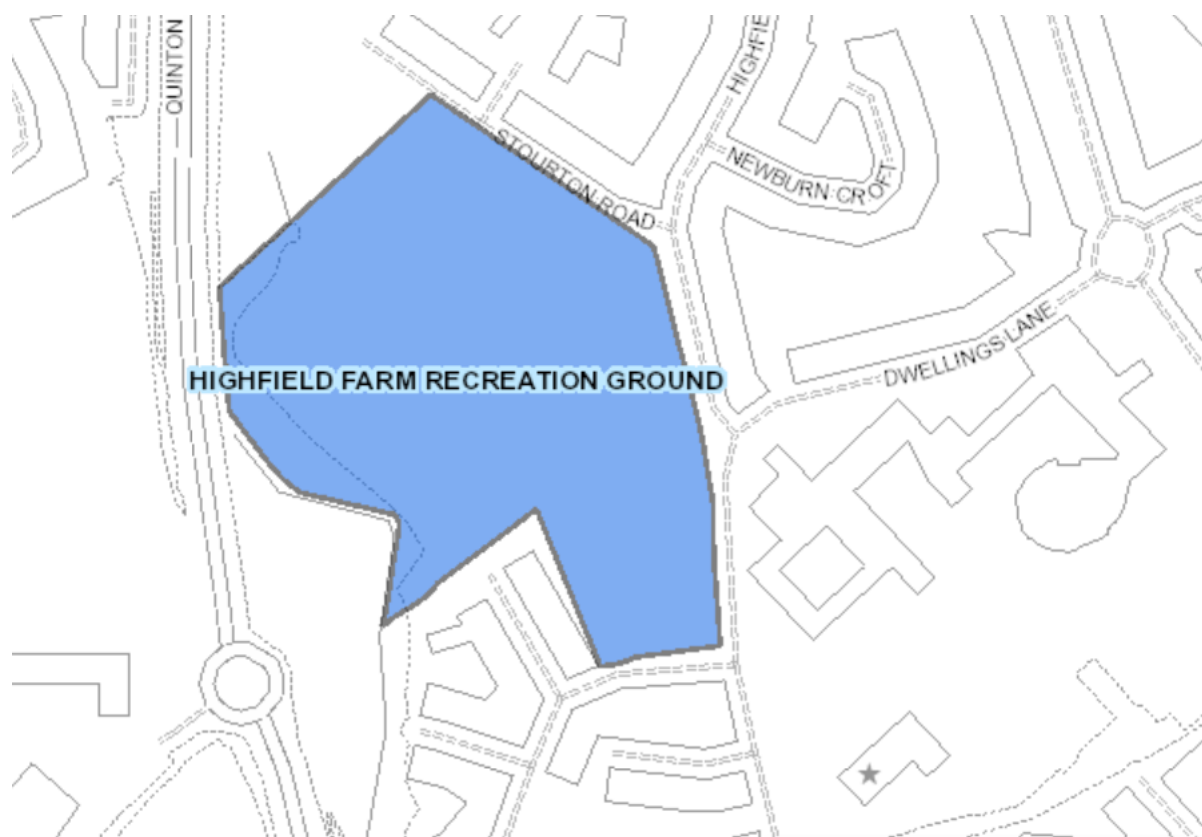 QUINTON
HIGHFIE
STOURTON ROAD
NEWBURN CROFT
DWELLINGS LANE
HIGHFIELD FARM RECREATION GROUND